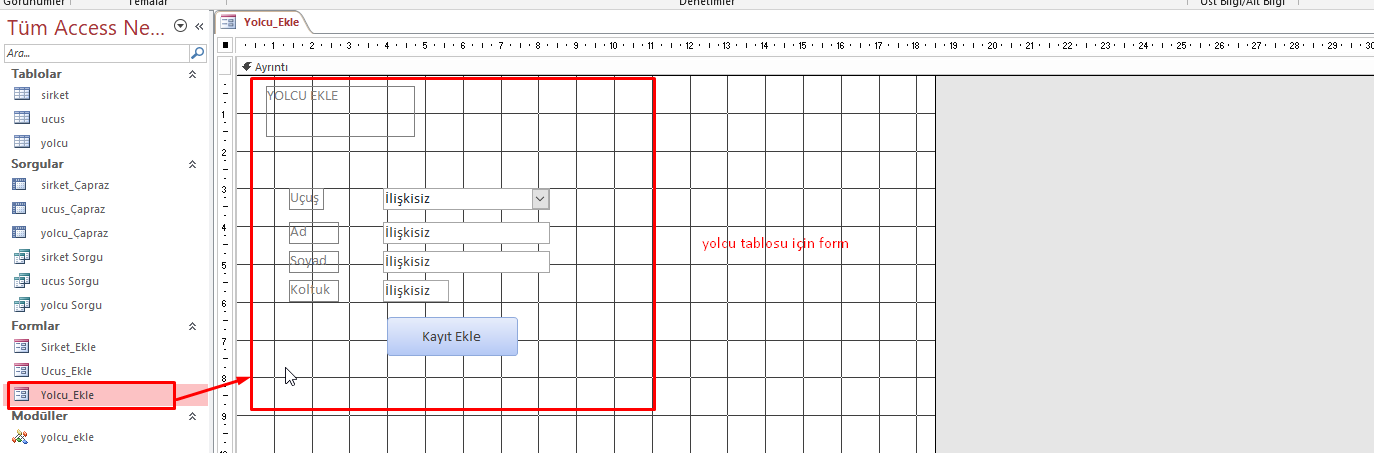 Görünümler Temalar Denetimler Üst Bilgi/Alt Bilgi
Tüm Access Ne...
Ara...
Tablolar
sirket
ucus
yolcu
Sorgular
sirket_Çapraz
ucus_Çapraz
yolcu_Çapraz
sirket Sorgu
ucus Sorgu
yolcu Sorgu
Formlar
Sirket_Ekle
Ucus_Ekle
Yolcu_Ekle
Modüller
yolcu_ekle
Yolcu_Ekle
1 2 3 4 5 6 7 8 9 10 11 12 13 14 15 16 17 18 19 20 21 22 23 24 25 26 27 28 29 30
Ayrıntı
1
2
3
4
5
6
7
8
9
YOLCU EKLE
Uçuş İlişkisiz
Ad İlişkisiz
Soyad İlişkisiz
Koltuk İlişkisiz
Kayıt Ekle
yolcu tablosu için form